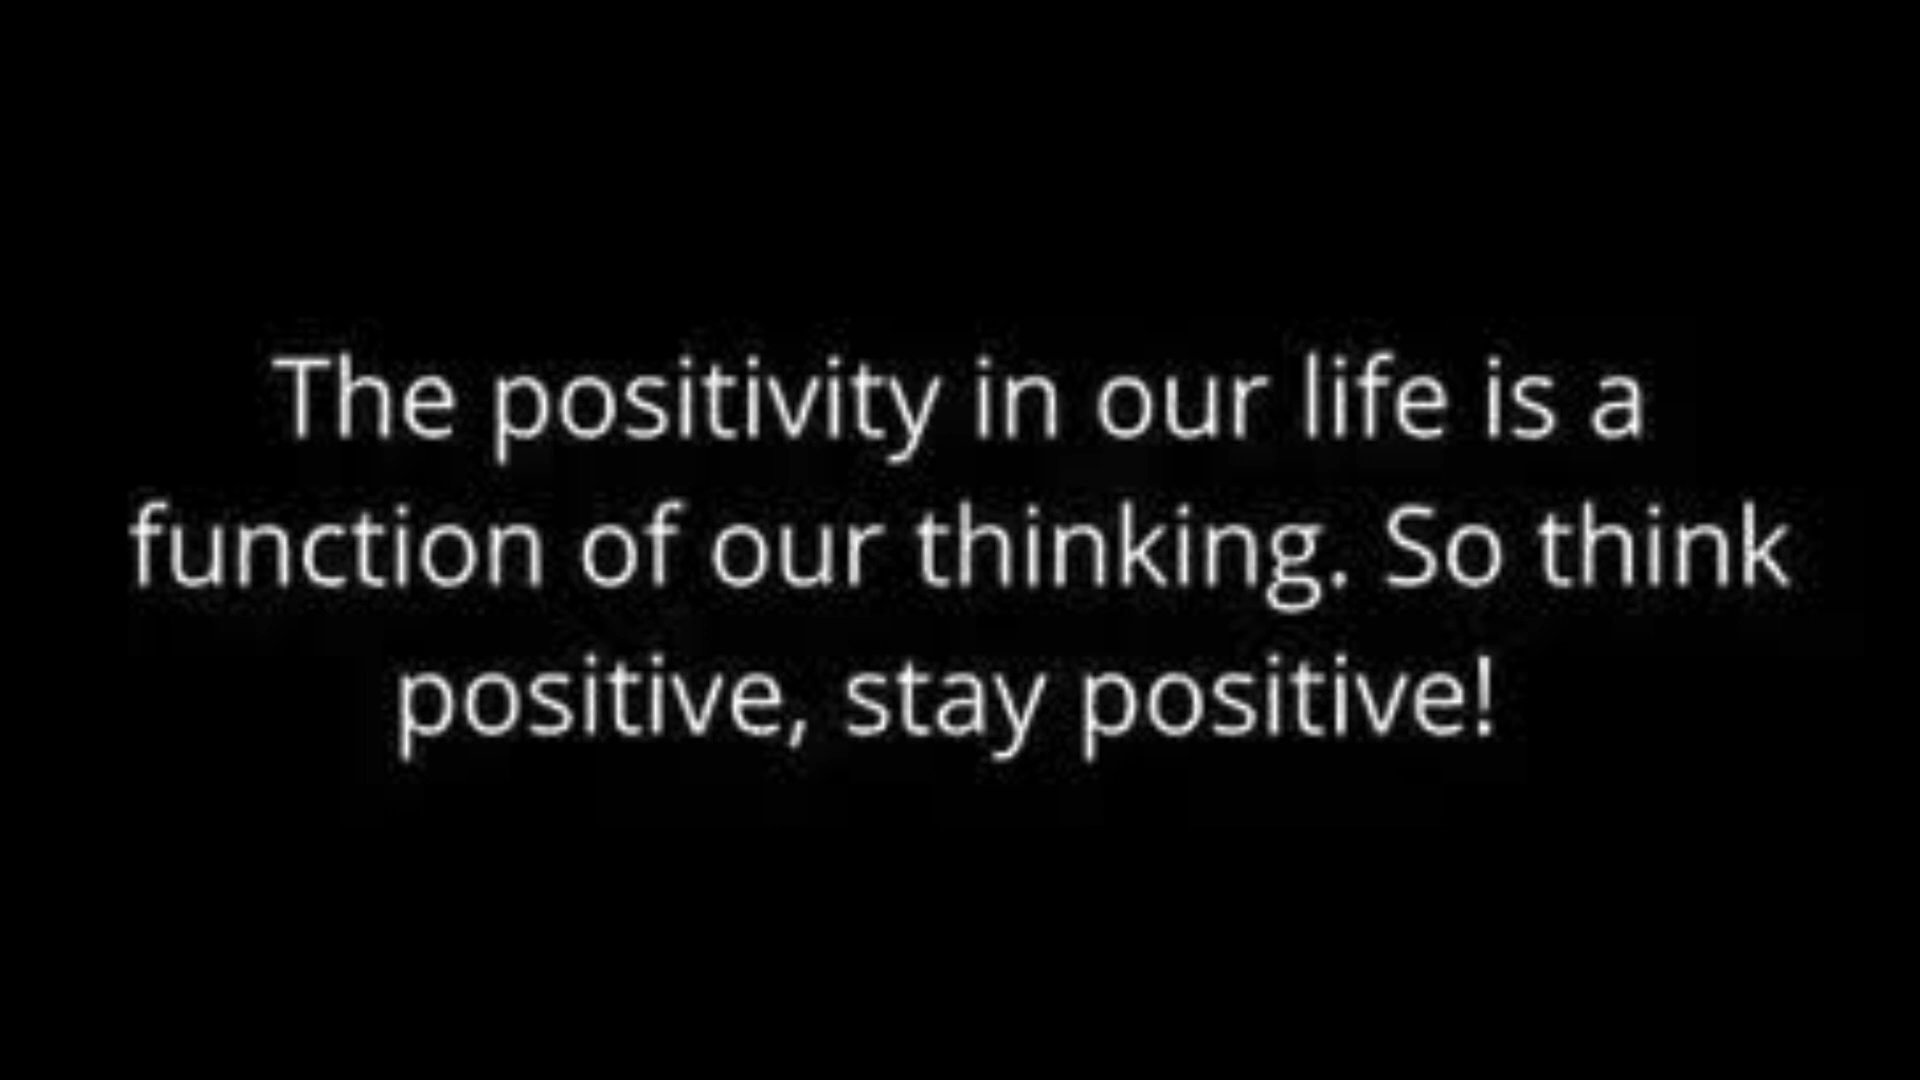 The positivity in our life is a
function of our thinking. So think
positive, stay positive!